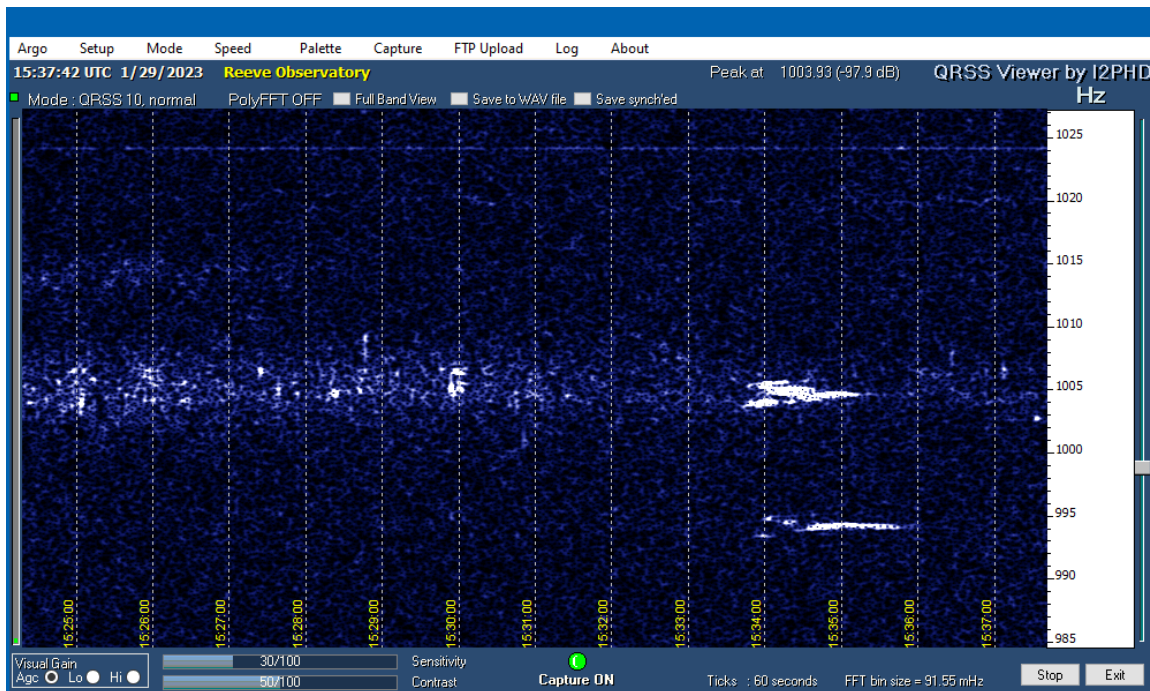 Argo Setup Mode Speed Palette Capture FTP Upload Log About
15:37:42 UTC 1/29/2023 Reeve Observatory Peak at 1003.93 (-97.9 dB) QRSS Viewer by I2PHD
Mode : QRSS 10, normal PolyFFT OFF Full Band View Save to WAV file Save synch'ed Hz
1025
1020
1015
1010
1005
1000
995
990
985
15:25:00 15:26:00 15:27:00 15:28:00 15:29:00 15:30:00 15:31:00 15:32:00 15:33:00 15:34:00 15:35:00 15:36:00 15:37:00
Visual Gain 30/100 Sensitivity
Agc Lo Hi 50/100 Contrast Capture ON Ticks : 60 seconds FFT bin size = 91.55 mHz Stop Exit